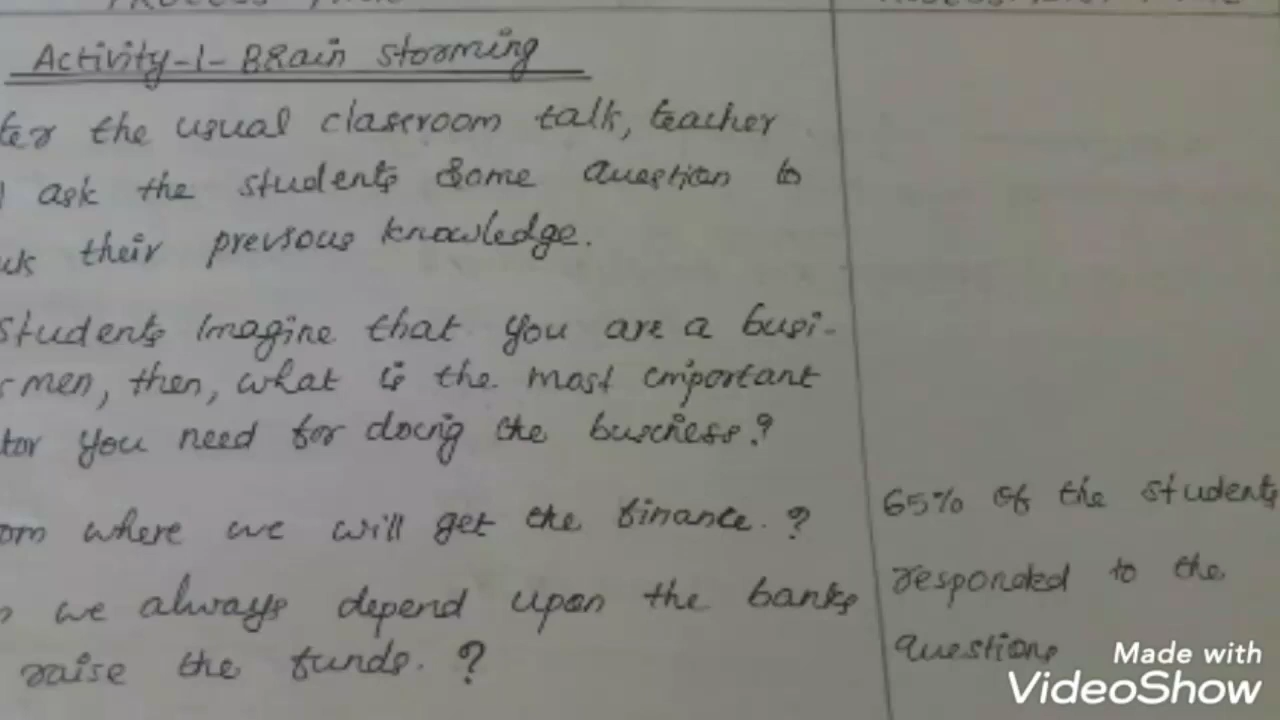 Activity-1- Brain storming
ter the usual classroom talk, teacher
ask the students some question to
their previous knowledge.
Students Imagine that you are a busi-
men, then, what is the most important
tor you need for doing the business?
om where we will get the finance.?
we always depend upon the banks
raise the funds.?
65% of the students
responded to the
questions
Made with
VideoShow